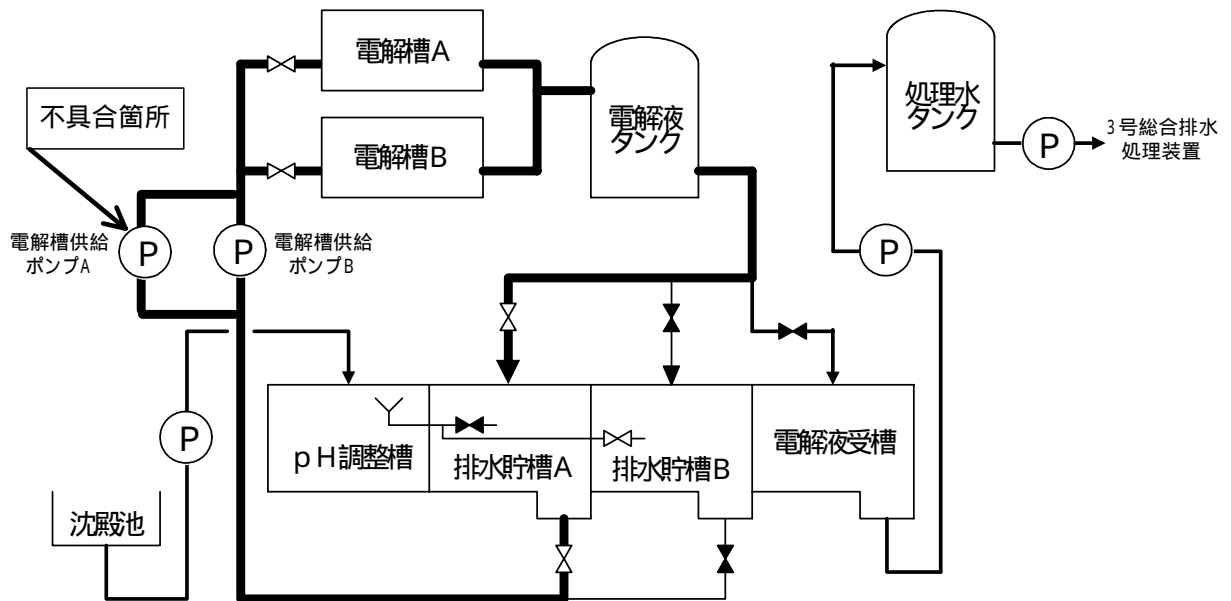 電解槽A
処理水
タンク
電解液
タンク
不具合箇所
3号総合排水
処理装置
P
電解槽B
電解槽供給
ポンプA
P
P
電解槽供給
ポンプB
P
P
pH調整槽
排水貯槽A
排水貯槽B
電解液受槽
沈殿池